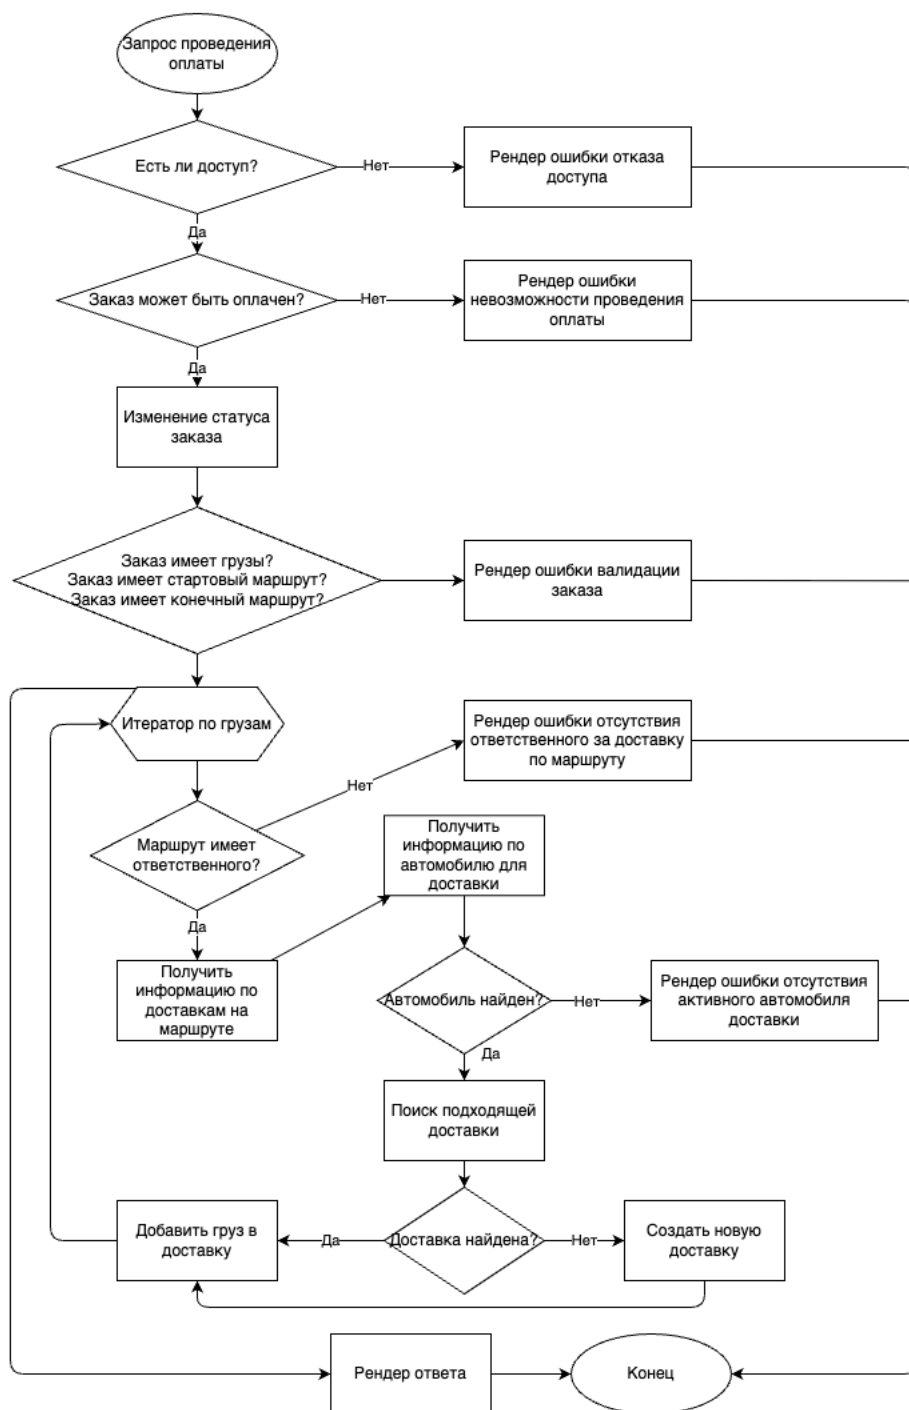 Запрос проведения
оплаты
Есть ли доступ?
Нет
Рендер ошибки отказа
доступа
Да
Заказ может быть оплачен?
Нет
Рендер ошибки
невозможности проведения
оплаты
Да
Изменение статуса
заказа
Заказ имеет грузы?
Заказ имеет стартовый маршрут?
Заказ имеет конечный маршрут?
Рендер ошибки валидации
заказа
Итератор по грузам
Рендер ошибки отсутствия
ответственного за доставку
по маршруту
Нет
Маршрут имеет
ответственного?
Получить
информацию по
автомобилю для
доставки
Да
Получить
информацию по
доставкам на
маршруте
Автомобиль найден?
Нет
Рендер ошибки отсутствия
активного автомобиля
доставки
Да
Поиск подходящей
доставки
Добавить груз в
доставку
Да
Доставка найдена?
Нет
Создать новую
доставку
Рендер ответа
Конец